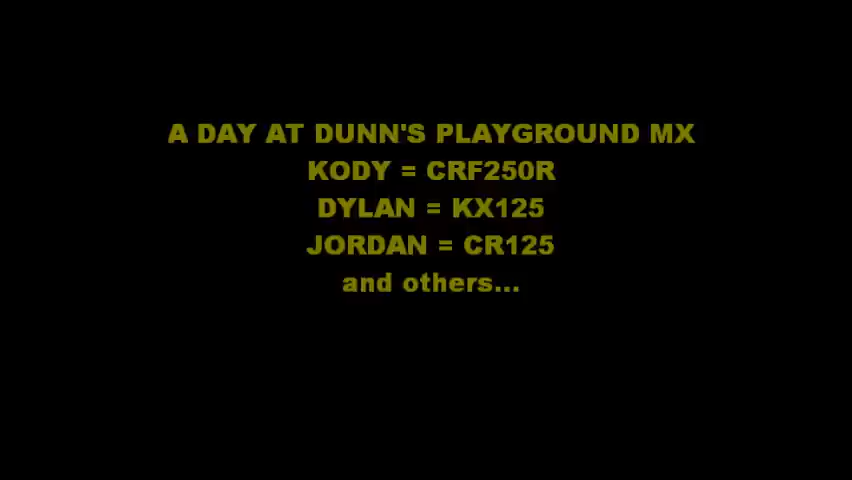 A DAY AT DUNN'S PLAYGROUND MX
KODY = CRF250R
DYLAN = KX125
JORDAN = CR125
and others...